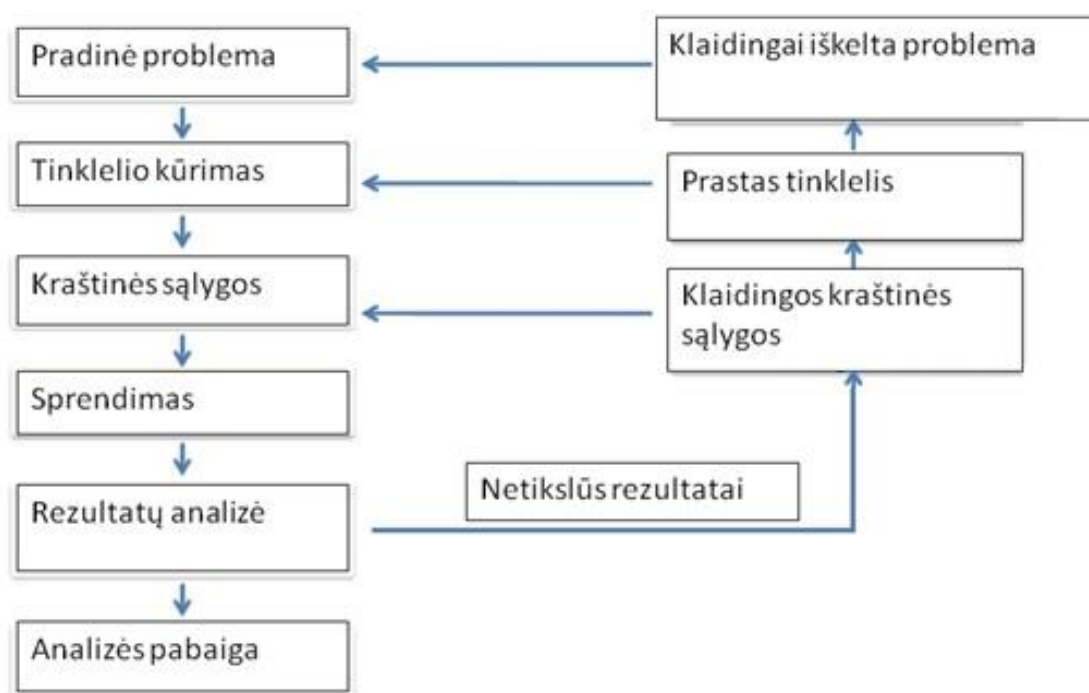 Pradinė problema
Klaidingai iškelta problema
Tinklelio kūrimas
Prastas tinklelis
Kraštinės sąlygos
Klaidingos kraštinės
sąlygos
Sprendimas
Netikslūs rezultatai
Rezultatų analizė
Analizės pabaiga